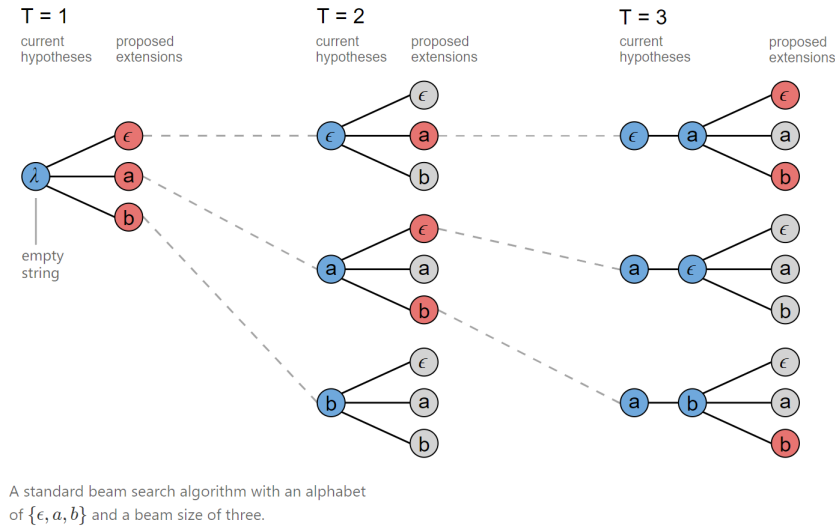 T = 1
T = 2
T = 3
current hypotheses
proposed extensions
current hypotheses
proposed extensions
current hypotheses
proposed extensions
λ
ϵ
a
b
empty string
ϵ
ϵ
a
b
a
ϵ
a
b
b
ϵ
a
b
ϵ
a
ϵ
a
b
a
ϵ
ϵ
a
b
a
b
ϵ
a
b
A standard beam search algorithm with an alphabet
of {ϵ, a, b} and a beam size of three.